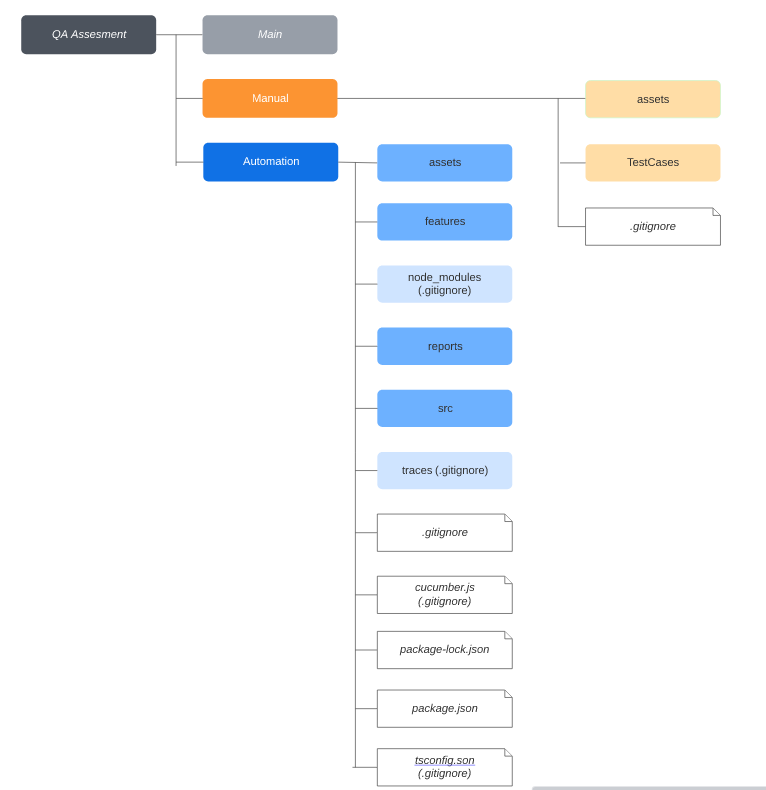 QA Assesment
Main
Manual
assets
Automation
assets
TestCases
features
.gitignore
node_modules
(.gitignore)
reports
src
traces (.gitignore)
.gitignore
cucumber.js
(.gitignore)
package-lock.json
package.json
tsconfig.son
(.gitignore)